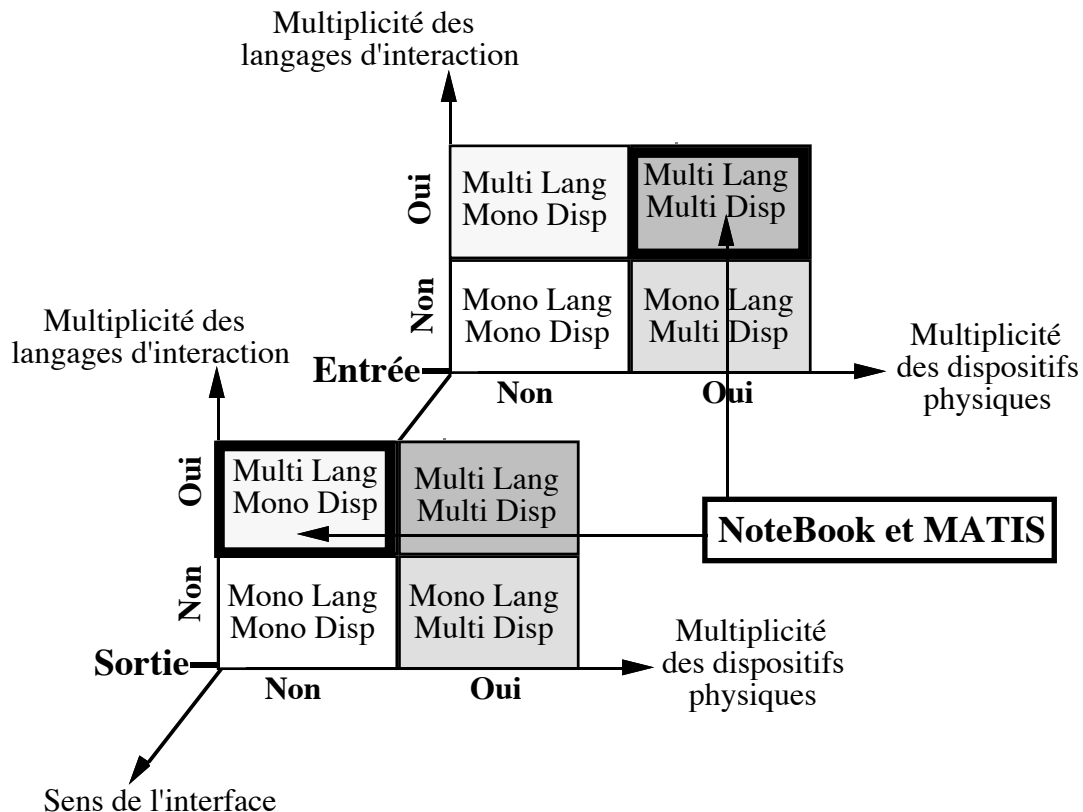 Multiplicité des
langages d'interaction
Oui
Multi Lang
Mono Disp
Multi Lang
Multi Disp
Non
Mono Lang
Mono Disp
Mono Lang
Multi Disp
Entrée
Non
Oui
Multiplicité
des dispositifs
physiques
Multiplicité des
langages d'interaction
Oui
Multi Lang
Mono Disp
Multi Lang
Multi Disp
NoteBook et MATIS
Non
Mono Lang
Mono Disp
Mono Lang
Multi Disp
Sortie
Non
Oui
Multiplicité
des dispositifs
physiques
Sens de l'interface